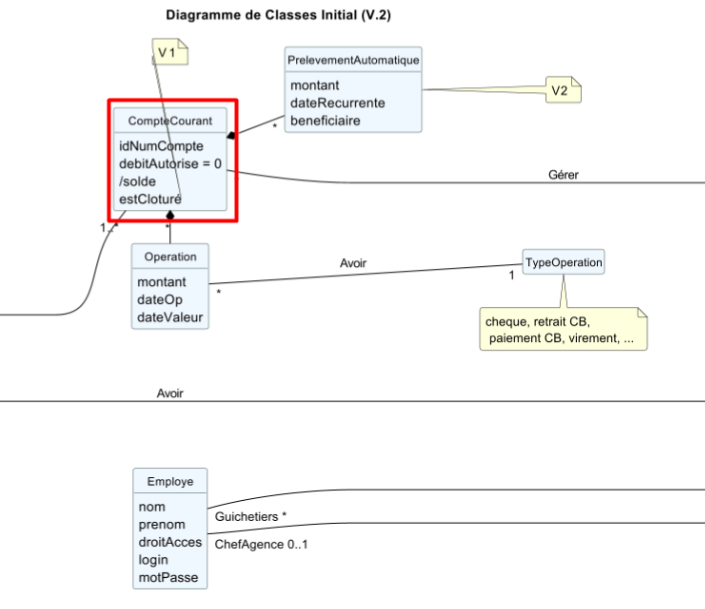 Diagramme de Classes Initial (V.2)
V1
PrelevementAutomatique
montant
dateRecurrente
beneficiaire
V2
*
CompteCourant
idNumCompte
debitAutorise = 0
/solde
estCloturé
Gérer
1..*
*
Operation
montant
dateOp
dateValeur
*
Avoir
1
TypeOperation
cheque, retrait CB,
paiement CB, virement, ...
Avoir
Employe
nom
prenom
droitAcces
login
motPasse
Guichetiers *
ChefAgence 0..1